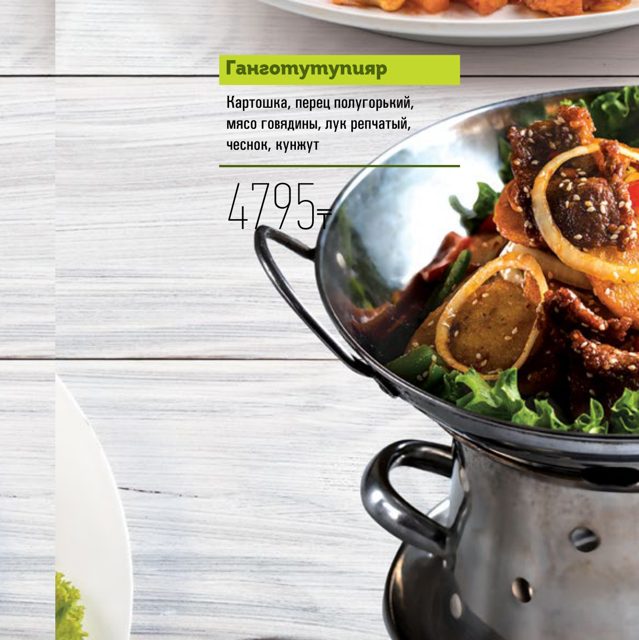 Ганготутупияр
Картошка, перец полугорький,
мясо говядины, лук репчатый,
чеснок, кунжут
4795₸